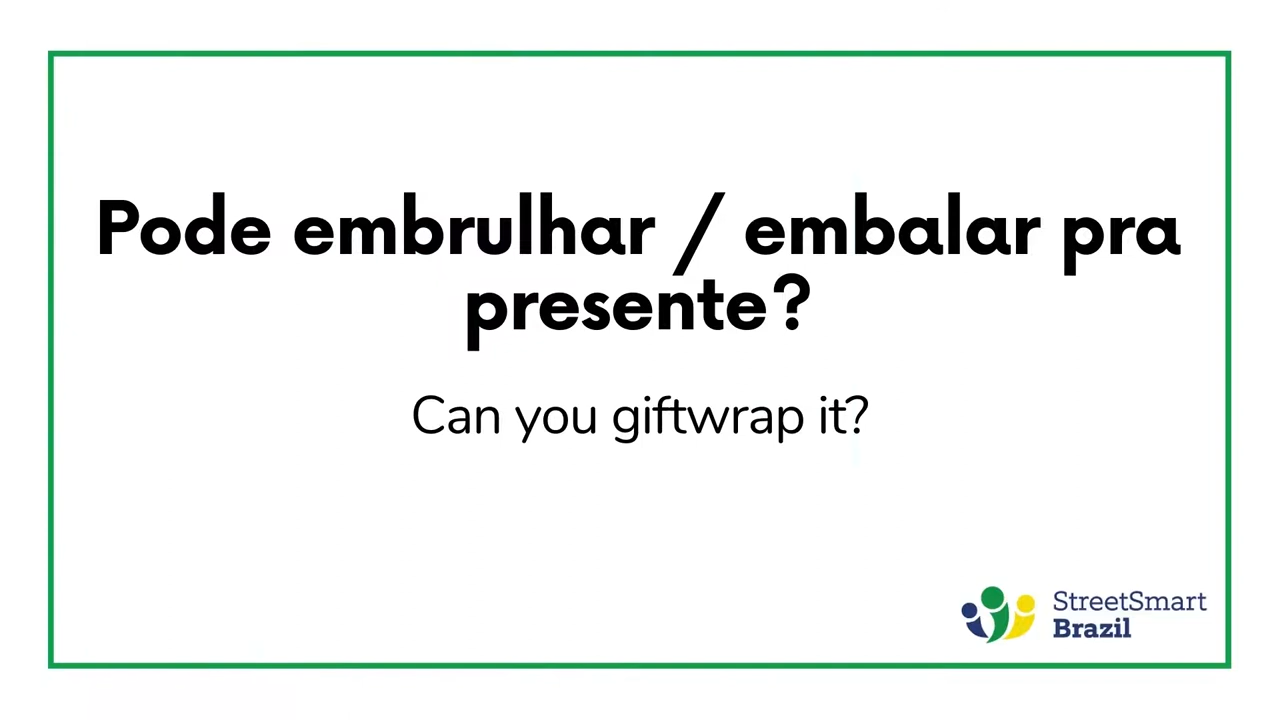 Pode embrulhar / embalar pra
presente?
Can you giftwrap it?
StreetSmart
Brazil